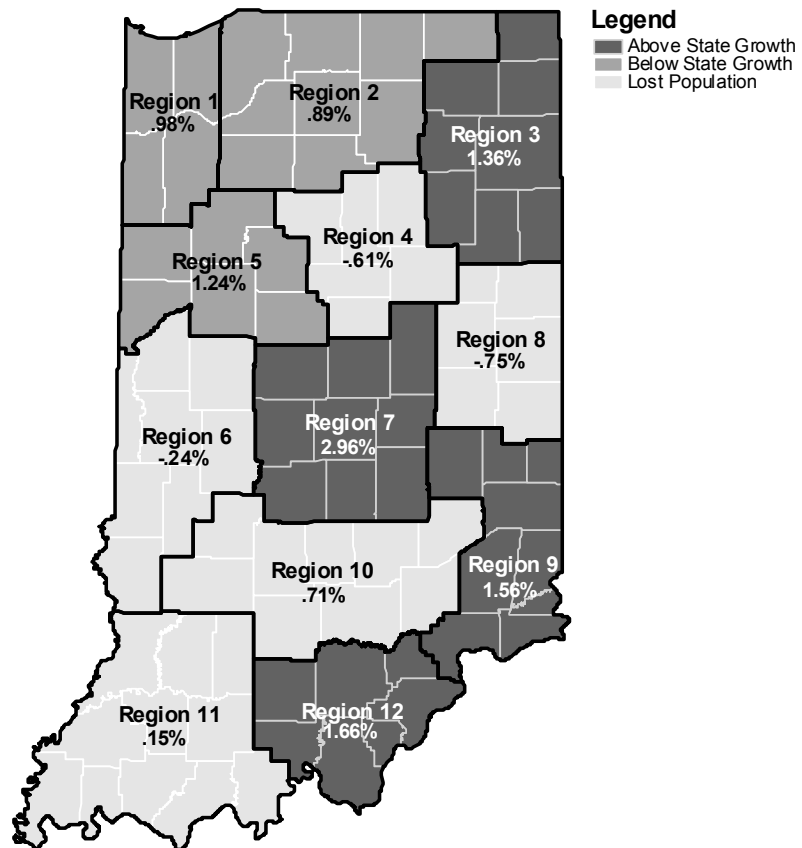 Legend
Above State Growth
Below State Growth
Lost Population
Region 1
.98%
Region 2
.89%
Region 3
1.36%
Region 4
-.61%
Region 5
1.24%
Region 8
-.75%
Region 7
2.96%
Region 6
-.24%
Region 9
1.56%
Region 10
.71%
Region 12
1.66%
Region 11
.15%